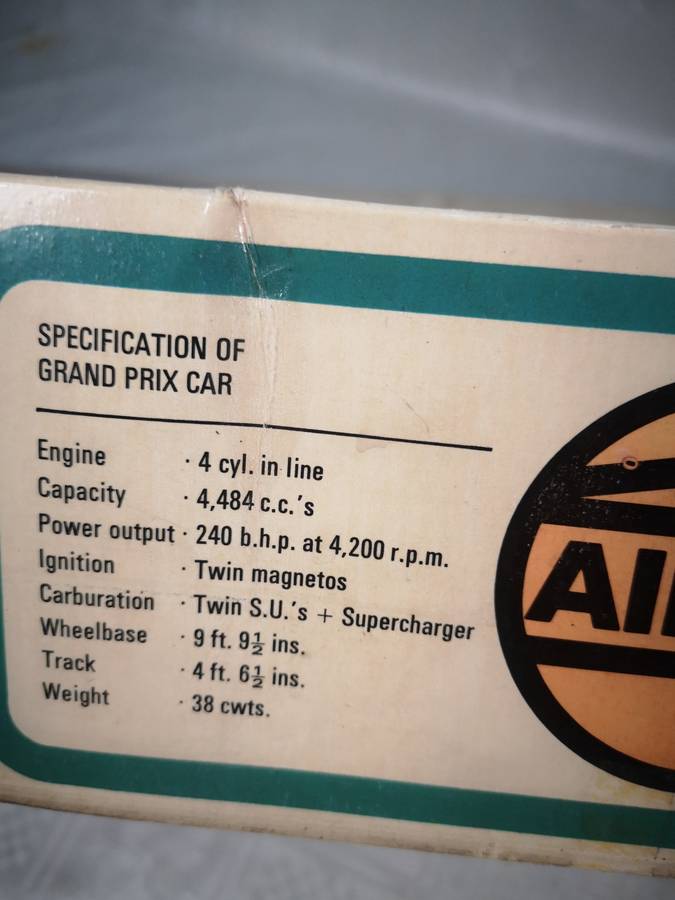 SPECIFICATION OF
GRAND PRIX CAR
Engine · 4 cyl. in line
Capacity · 4,484 c.c.'s
Power output · 240 b.h.p. at 4,200 r.p.m.
Ignition · Twin magnetos
Carburation · Twin S.U.'s + Supercharger
Wheelbase · 9 ft. 9½ ins.
Track · 4 ft. 6½ ins.
Weight · 38 cwts.